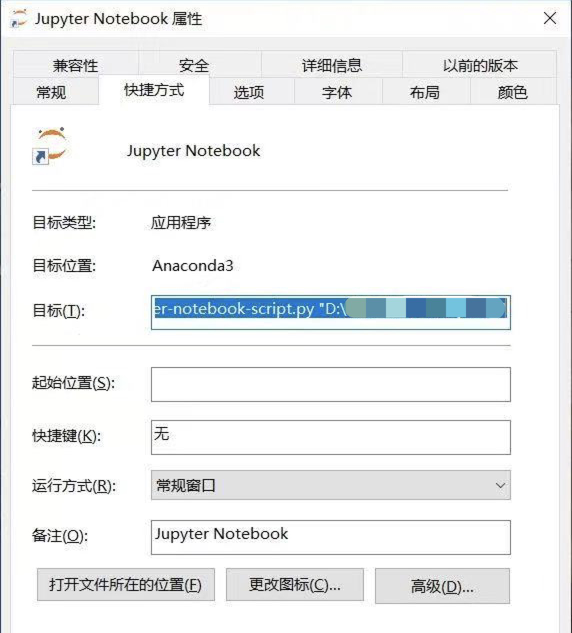 Jupyter Notebook 属性
兼容性 安全 详细信息 以前的版本
常规 快捷方式 选项 字体 布局 颜色
Jupyter Notebook
目标类型: 应用程序
目标位置: Anaconda3
目标(T): er-notebook-script.py "D:\
起始位置(S):
快捷键(K): 无
运行方式(R): 常规窗口
备注(O): Jupyter Notebook
打开文件所在的位置(F) 更改图标(C)... 高级(D)...